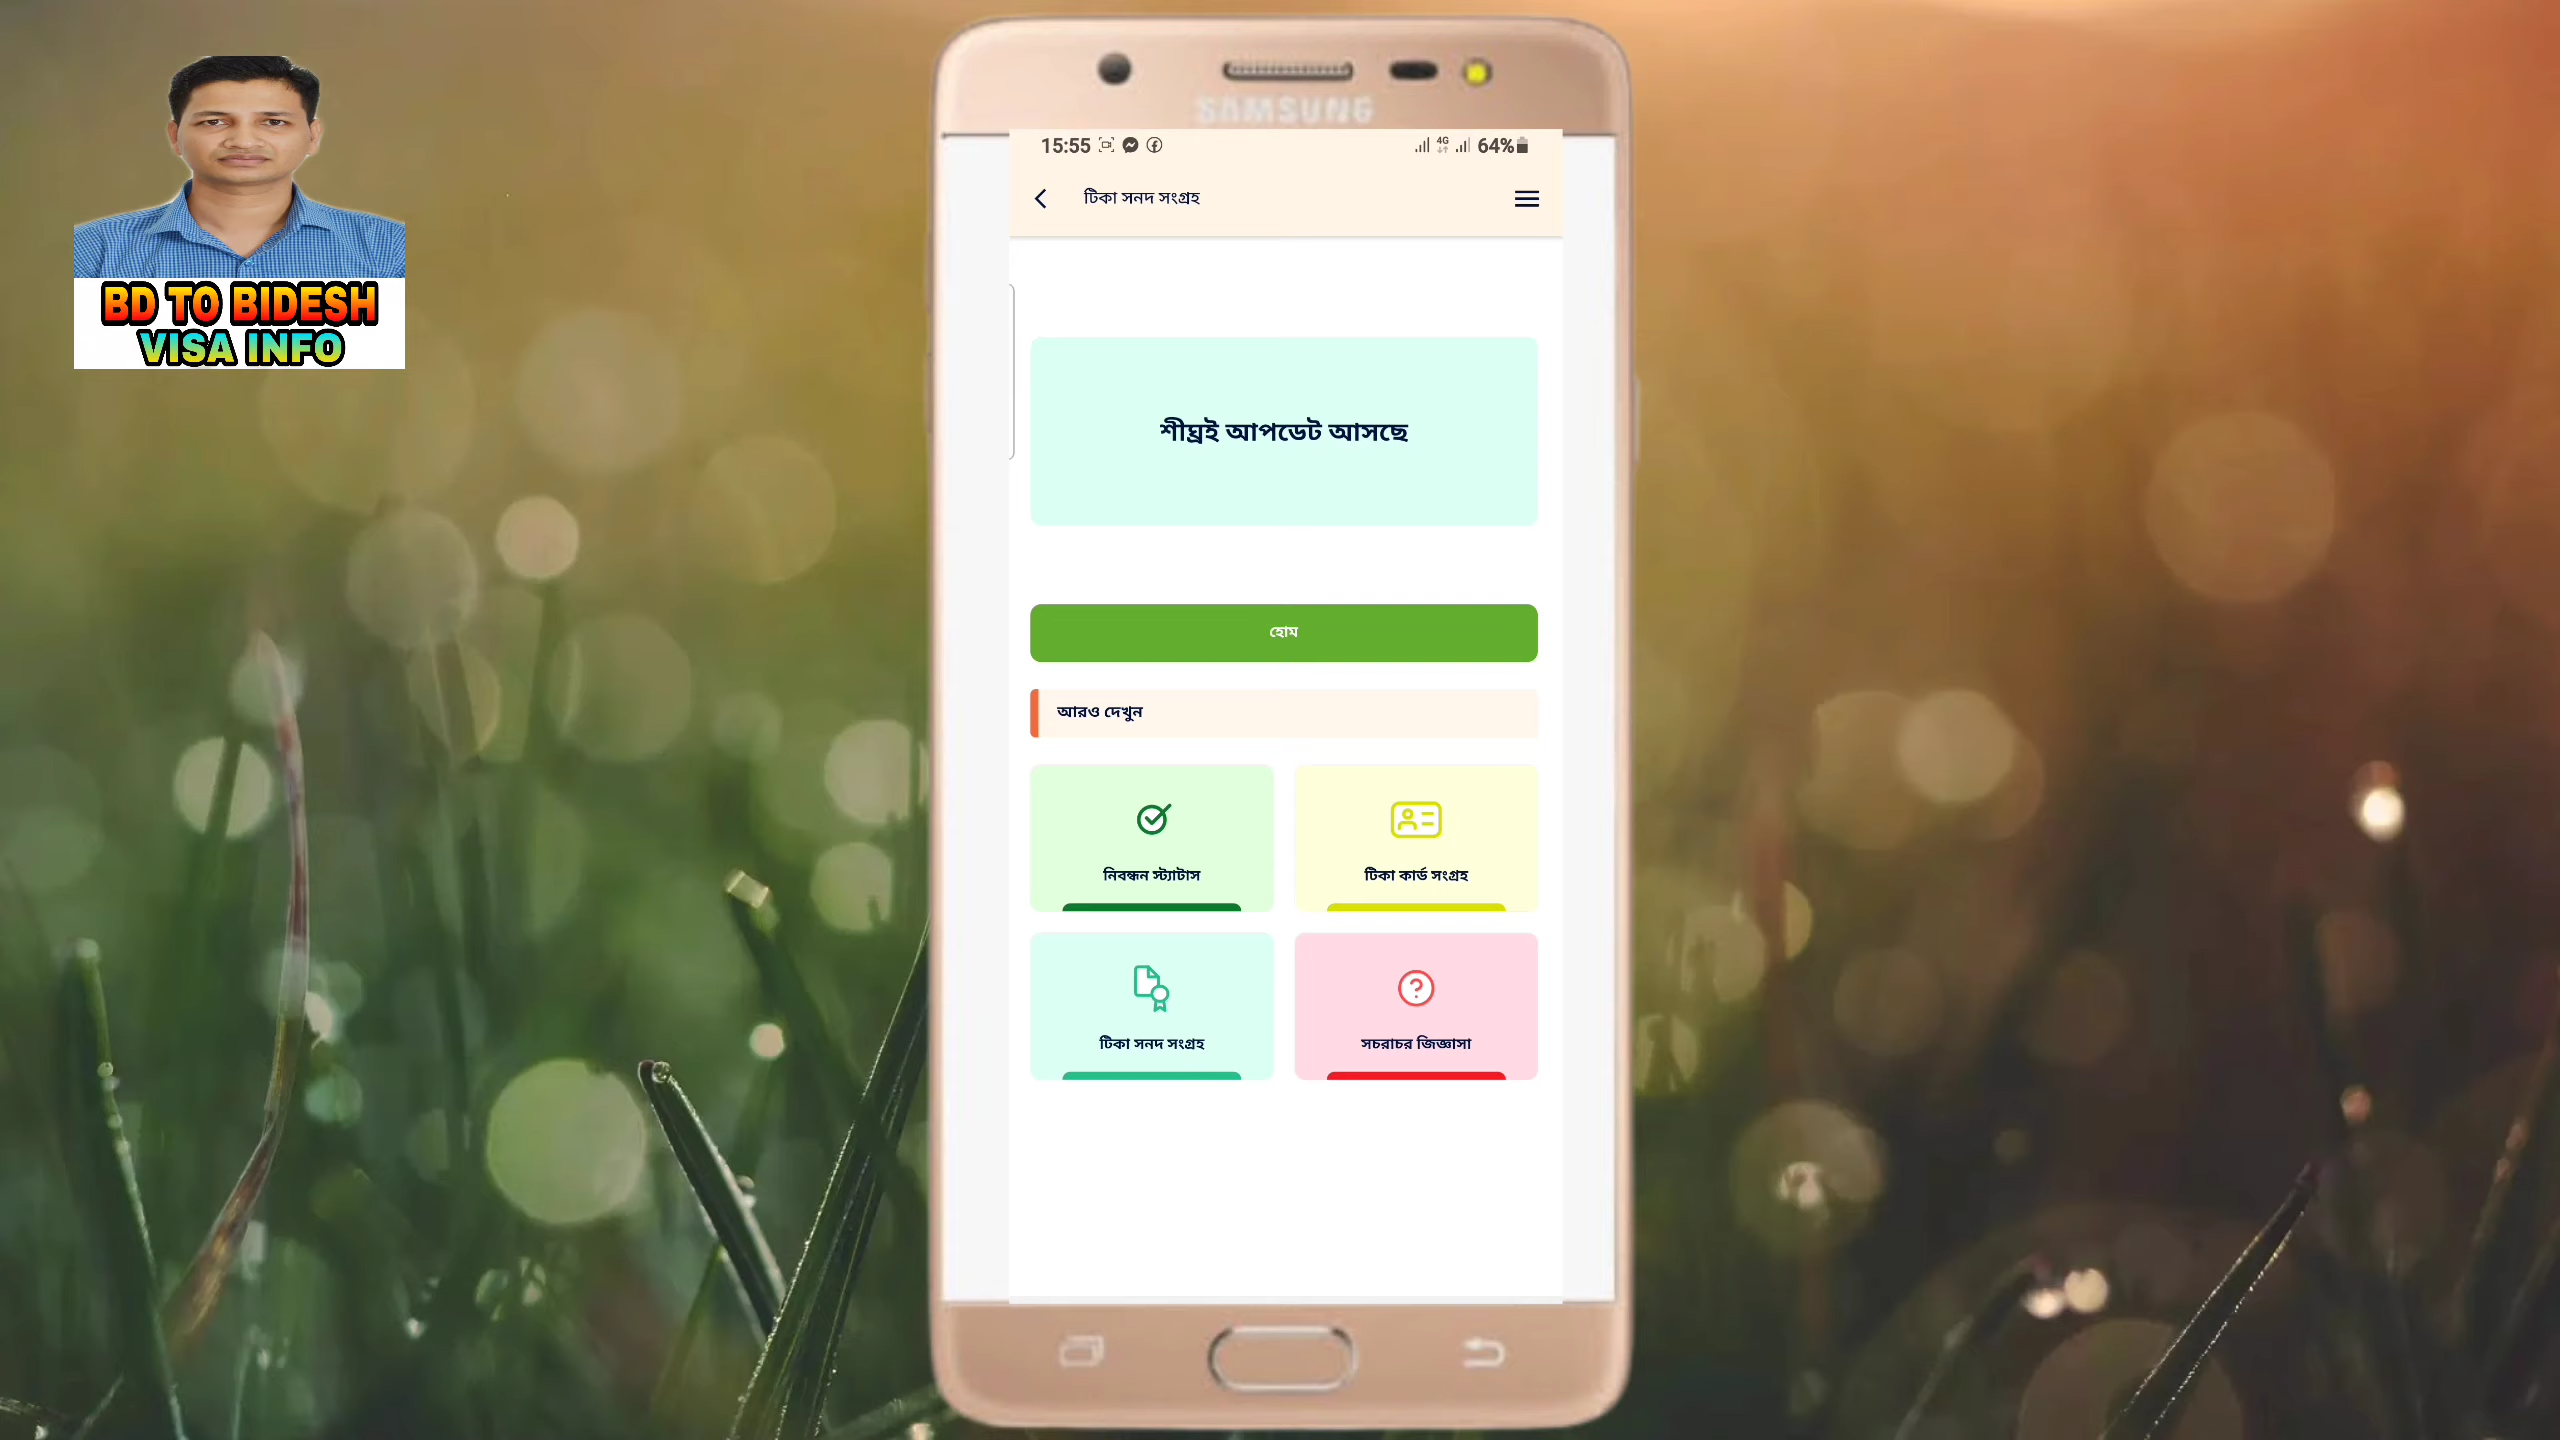 BD TO BIDESH
VISA INFO
SAMSUNG
15:55
4G
64%
টিকা সনদ সংগ্রহ
শীঘ্রই আপডেট আসছে
হোম
আরও দেখুন
নিবন্ধন স্ট্যাটাস
টিকা কার্ড সংগ্রহ
টিকা সনদ সংগ্রহ
সচরাচর জিজ্ঞাসা